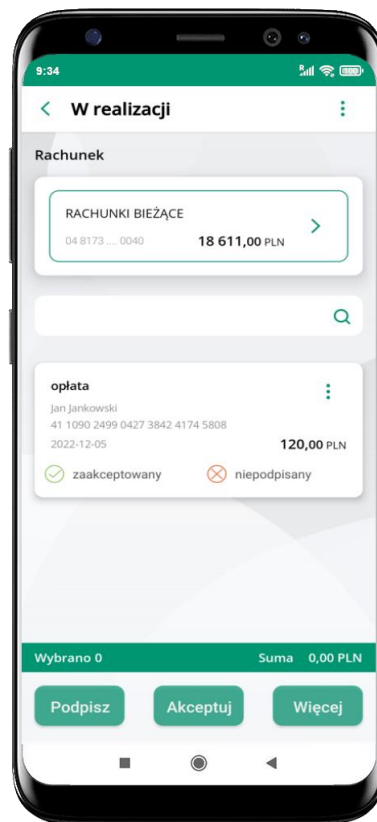 9:34
W realizacji
Rachunek
RACHUNKI BIEŻĄCE
04 8173 .... 0040 18 611,00 PLN
opłata
Jan Jankowski
41 1090 2499 0427 3842 4174 5808
2022-12-05 120,00 PLN
zaakceptowany niepodpisany
Wybrano 0 Suma 0,00 PLN
Podpisz Akceptuj Więcej